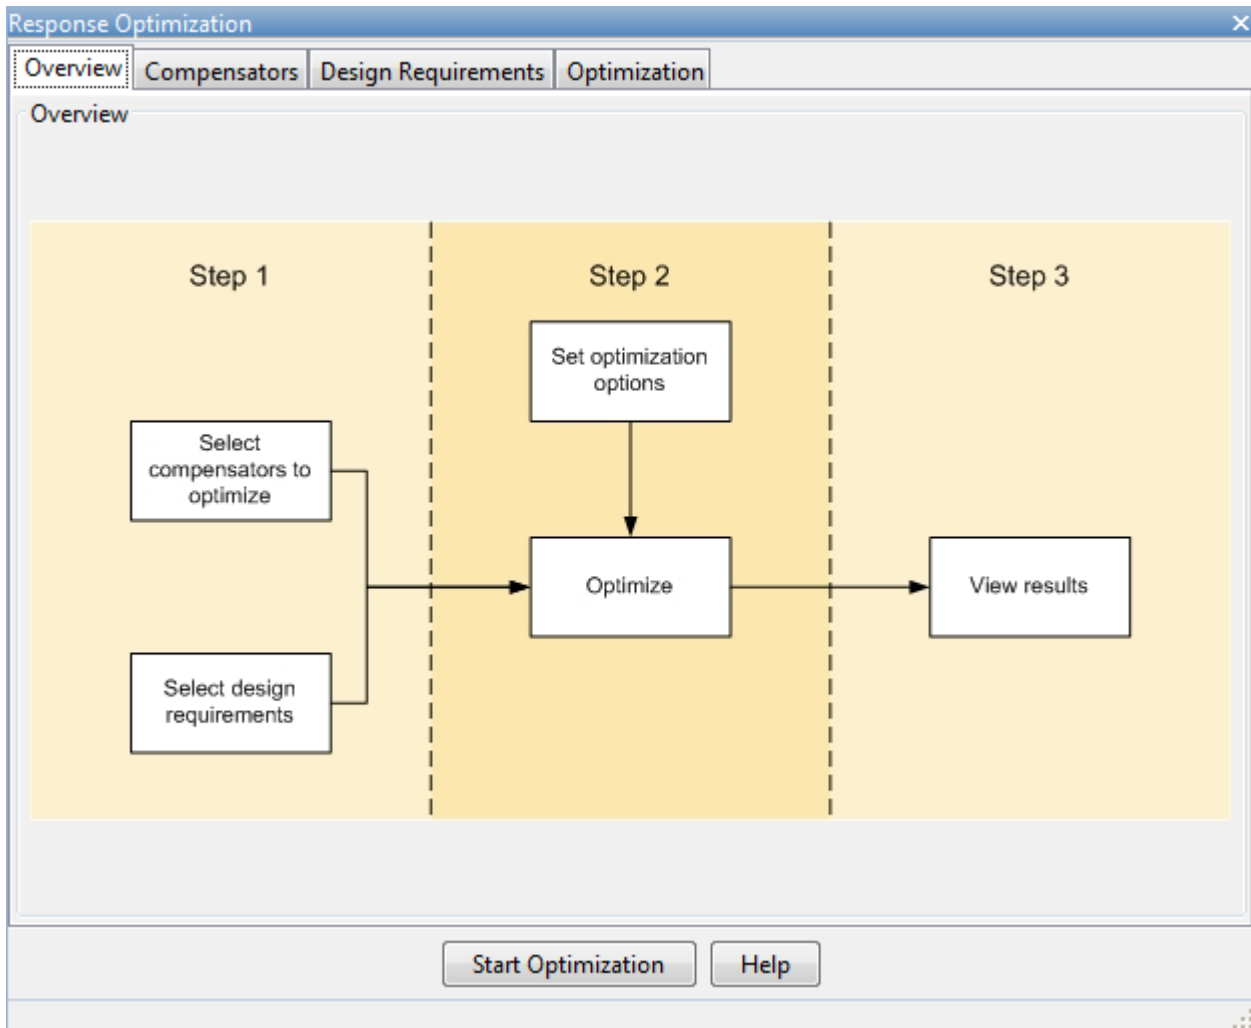 Response Optimization
Overview
Compensators
Design Requirements
Optimization
Overview
Step 1
Step 2
Step 3
Set optimization
options
Select
compensators to
optimize
Optimize
View results
Select design
requirements
Start Optimization
Help